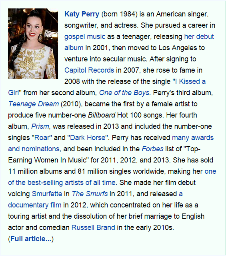 Katy Perry (born 1984) is an American singer,
songwriter, and actress. She pursued a career in
gospel music as a teenager, releasing her debut
album in 2001, then moved to Los Angeles to
venture into secular music. After signing to
Capitol Records in 2007, she rose to fame in
2008 with the release of the single "I Kissed a
Girl" from her second album, One of the Boys. Perry's third album,
Teenage Dream (2010), became the first by a female artist to
produce five number-one Billboard Hot 100 songs. Her fourth
album, Prism, was released in 2013 and included the number-one
singles "Roar" and "Dark Horse". Perry has received many awards
and nominations, and been included in the Forbes list of "Top-
Earning Women In Music" for 2011, 2012, and 2013. She has sold
11 million albums and 81 million singles worldwide, making her one
of the best-selling artists of all time. She made her film debut
voicing Smurfette in The Smurfs in 2011, and released a
documentary film in 2012, which concentrated on her life as a
touring artist and the dissolution of her brief marriage to English
actor and comedian Russell Brand in the early 2010s.
(Full article...)